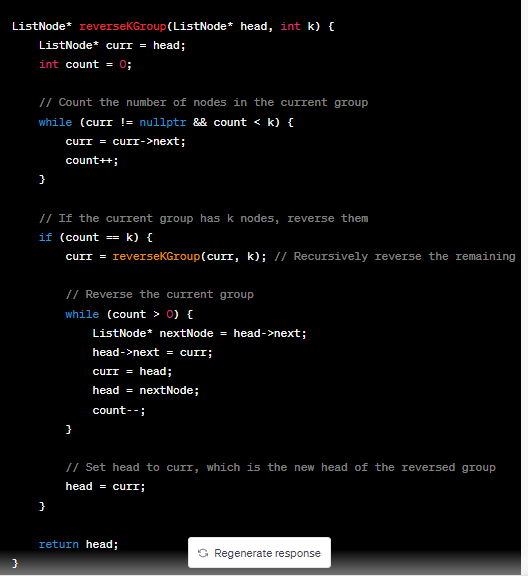 ListNode* reverseKGroup(ListNode* head, int k) {
    ListNode* curr = head;
    int count = 0;

    // Count the number of nodes in the current group
    while (curr != nullptr && count < k) {
        curr = curr->next;
        count++;
    }

    // If the current group has k nodes, reverse them
    if (count == k) {
        curr = reverseKGroup(curr, k); // Recursively reverse the remaining

        // Reverse the current group
        while (count > 0) {
            ListNode* nextNode = head->next;
            head->next = curr;
            curr = head;
            head = nextNode;
            count--;
        }

        // Set head to curr, which is the new head of the reversed group
        head = curr;
    }

    return head;
Regenerate response
}